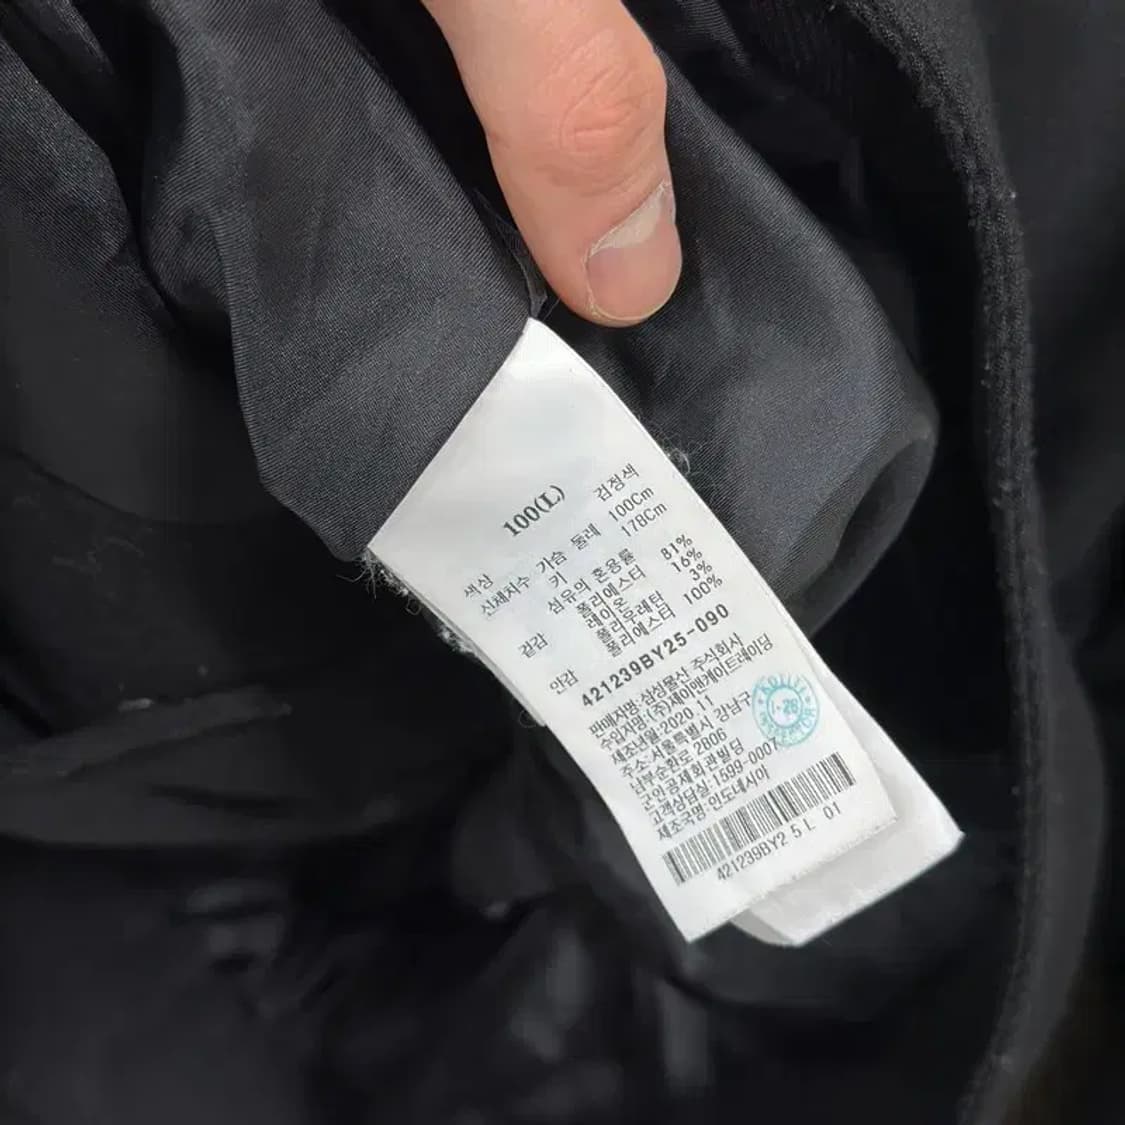 100(L)
색상 검정색
신체치수 가슴 둘레 100Cm
키 178Cm
섬유의 혼용률
겉감 폴리에스터 81%
레이온 16%
폴리우레탄 3%
안감 폴리에스터 100%
421239BY25-090
판매자명:삼성물산 주식회사
수입자명:(주)제이앤케이트레이딩
제조년월:2020.11
주소:서울특별시 강남구
남부순환로 2806
군인공제회관빌딩
고객상담실:1599-0007
제조국명:인도네시아
421239BY2 5 L 01
1-28